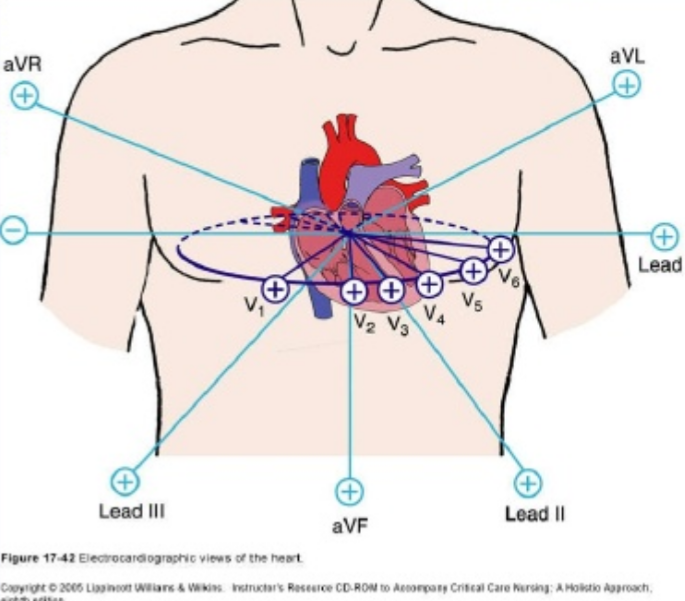 aVR
aVL
Lead
V1
V2
V3
V4
V5
V6
Lead III
aVF
Lead II
Figure 17-42 Electrocardiographic views of the heart.
Copyright © 2005 Lippincott Williams & Wilkins. Instructor's Resource CD-ROM to Accompany Critical Care Nursing: A Holistic Approach,
eighth edition.